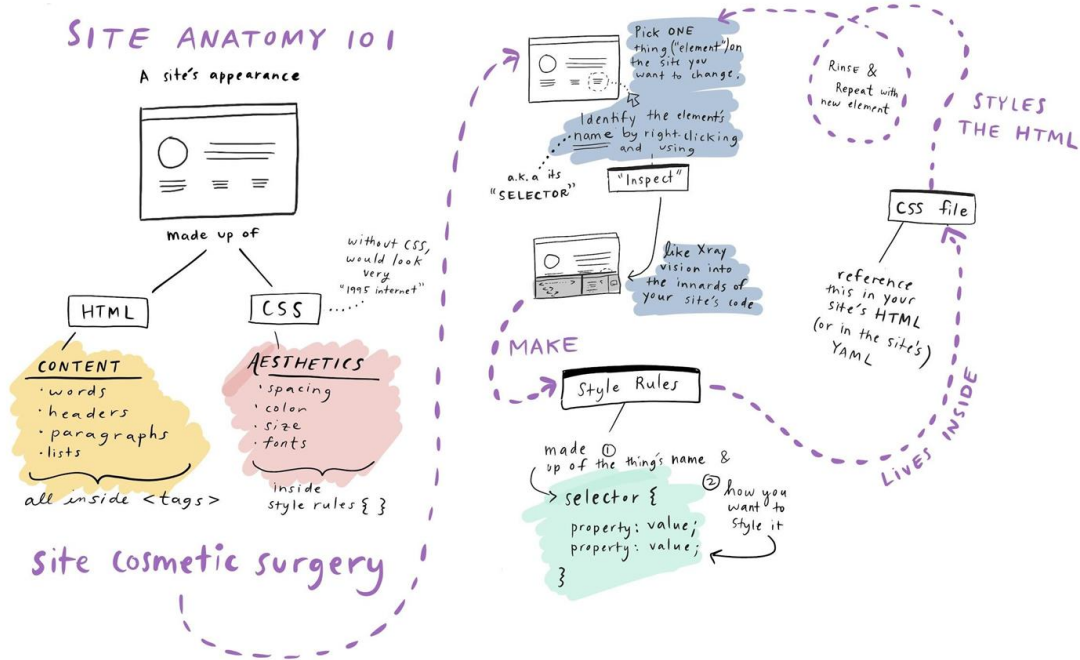 SITE ANATOMY 101
A site's appearance
made up of
HTML
CSS
without CSS,
would look
very
"1995 internet"
CONTENT
· words
· headers
· paragraphs
· lists
all inside <tags>
AESTHETICS
· spacing
· color
· size
· fonts
inside
style rules { }
site cosmetic surgery
Pick ONE
thing ("element") on
the site you
want to change.
Identify the element's
name by right-clicking
and using
a.k.a its
"SELECTOR"
"Inspect"
like Xray
vision into
the innards of
your site's code
MAKE
Style Rules
made ①
up of the thing's name &
selector {
property: value;
property: value;
}
② how you
want to
style it
LIVES INSIDE
CSS file
reference
this in your
site's HTML
(or in the site's)
YAML
STYLES
THE HTML
Rinse &
Repeat with
new element